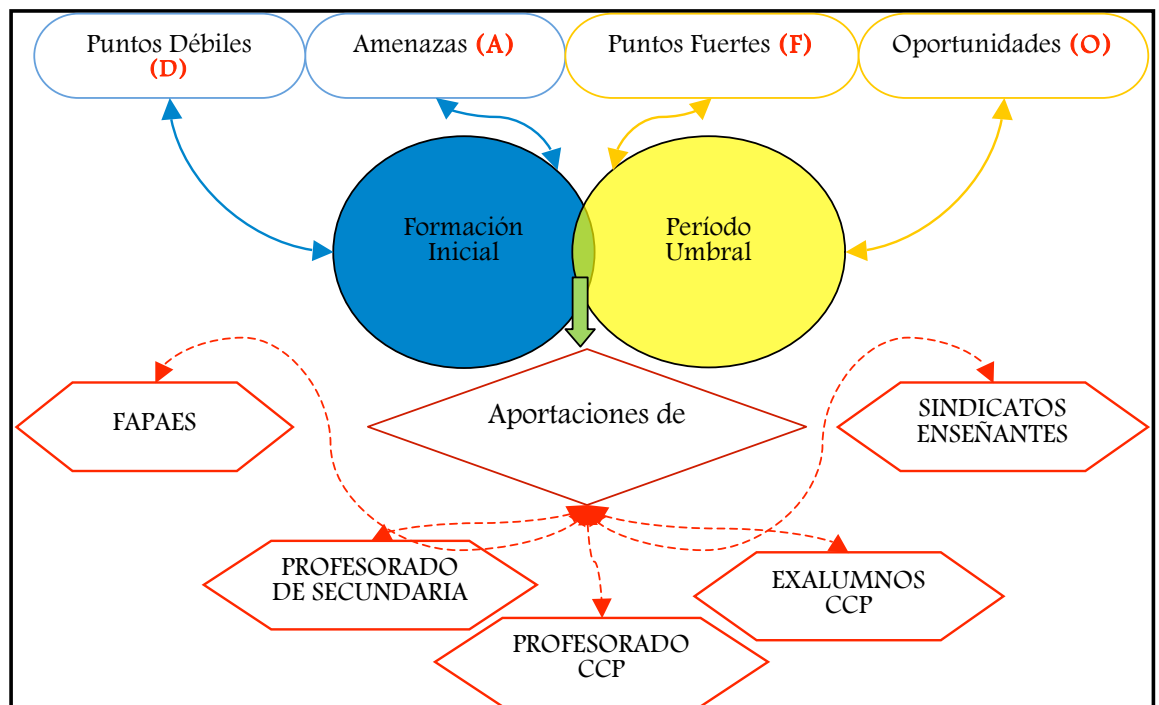 Puntos Débiles
(D)
Amenazas (A)
Puntos Fuertes (F)
Oportunidades (O)
Formación
Inicial
Período
Umbral
Aportaciones de
FAPAES
SINDICATOS
ENSEÑANTES
PROFESORADO
DE SECUNDARIA
EXALUMNOS
CCP
PROFESORADO
CCP